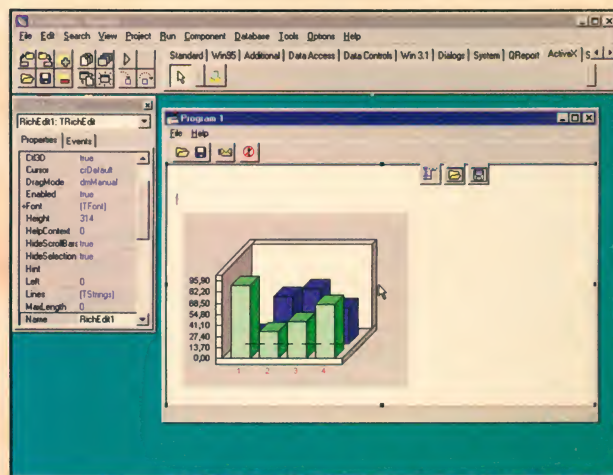 File Edit Search View Project Run Component Database Tools Options Help
Standard Win95 Additional Data Access Data Controls Win 3.1 Dialogs System QReport ActiveX S
RichEdit1: TRichEdit
Properties Events
Ctl3D true
Cursor crDefault
DragMode dmManual
Enabled true
+Font (TFont)
Height 314
HelpContext 0
HideScrollBars true
HideSelection true
Hint
Left 0
Lines (TStrings)
MaxLength 0
Name RichEdit1
Program 1
File Help
95,90
82,20
68,50
54,80
41,10
27,40
13,70
0,00
1 2 3 4